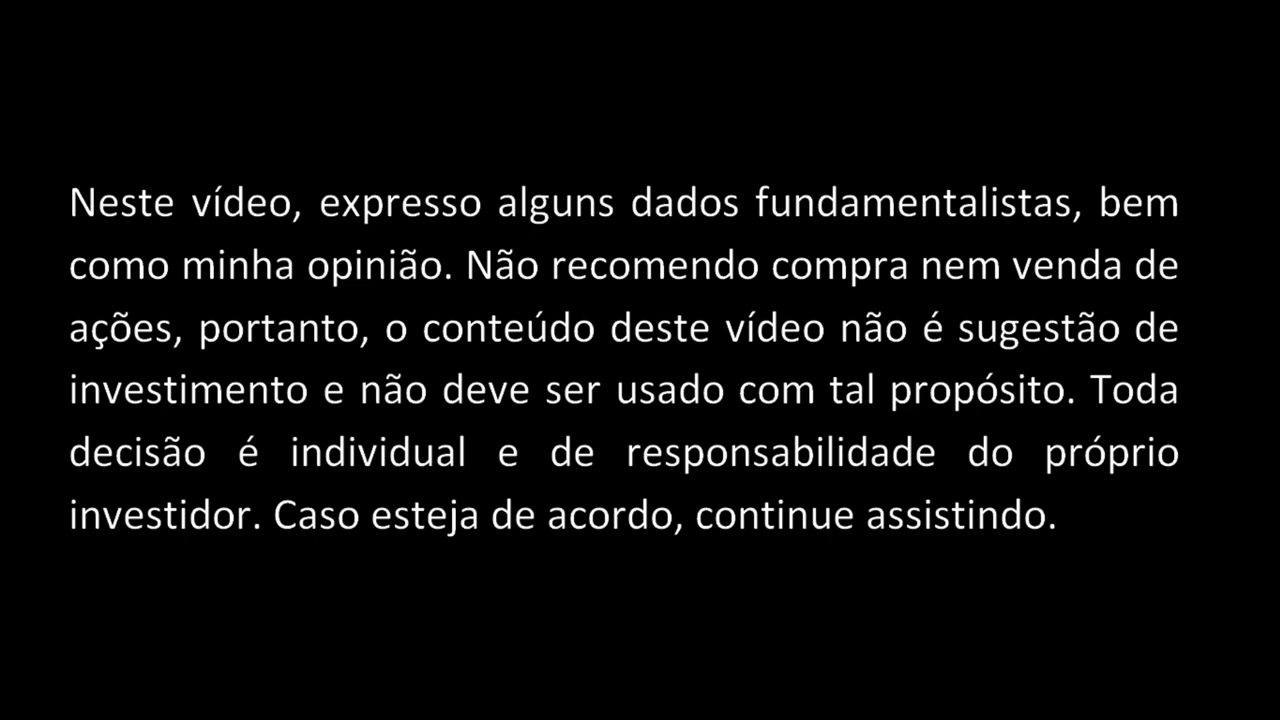 Neste vídeo, expresso alguns dados fundamentalistas, bem
como minha opinião. Não recomendo compra nem venda de
ações, portanto, o conteúdo deste vídeo não é sugestão de
investimento e não deve ser usado com tal propósito. Toda
decisão é individual e de responsabilidade do próprio
investidor. Caso esteja de acordo, continue assistindo.